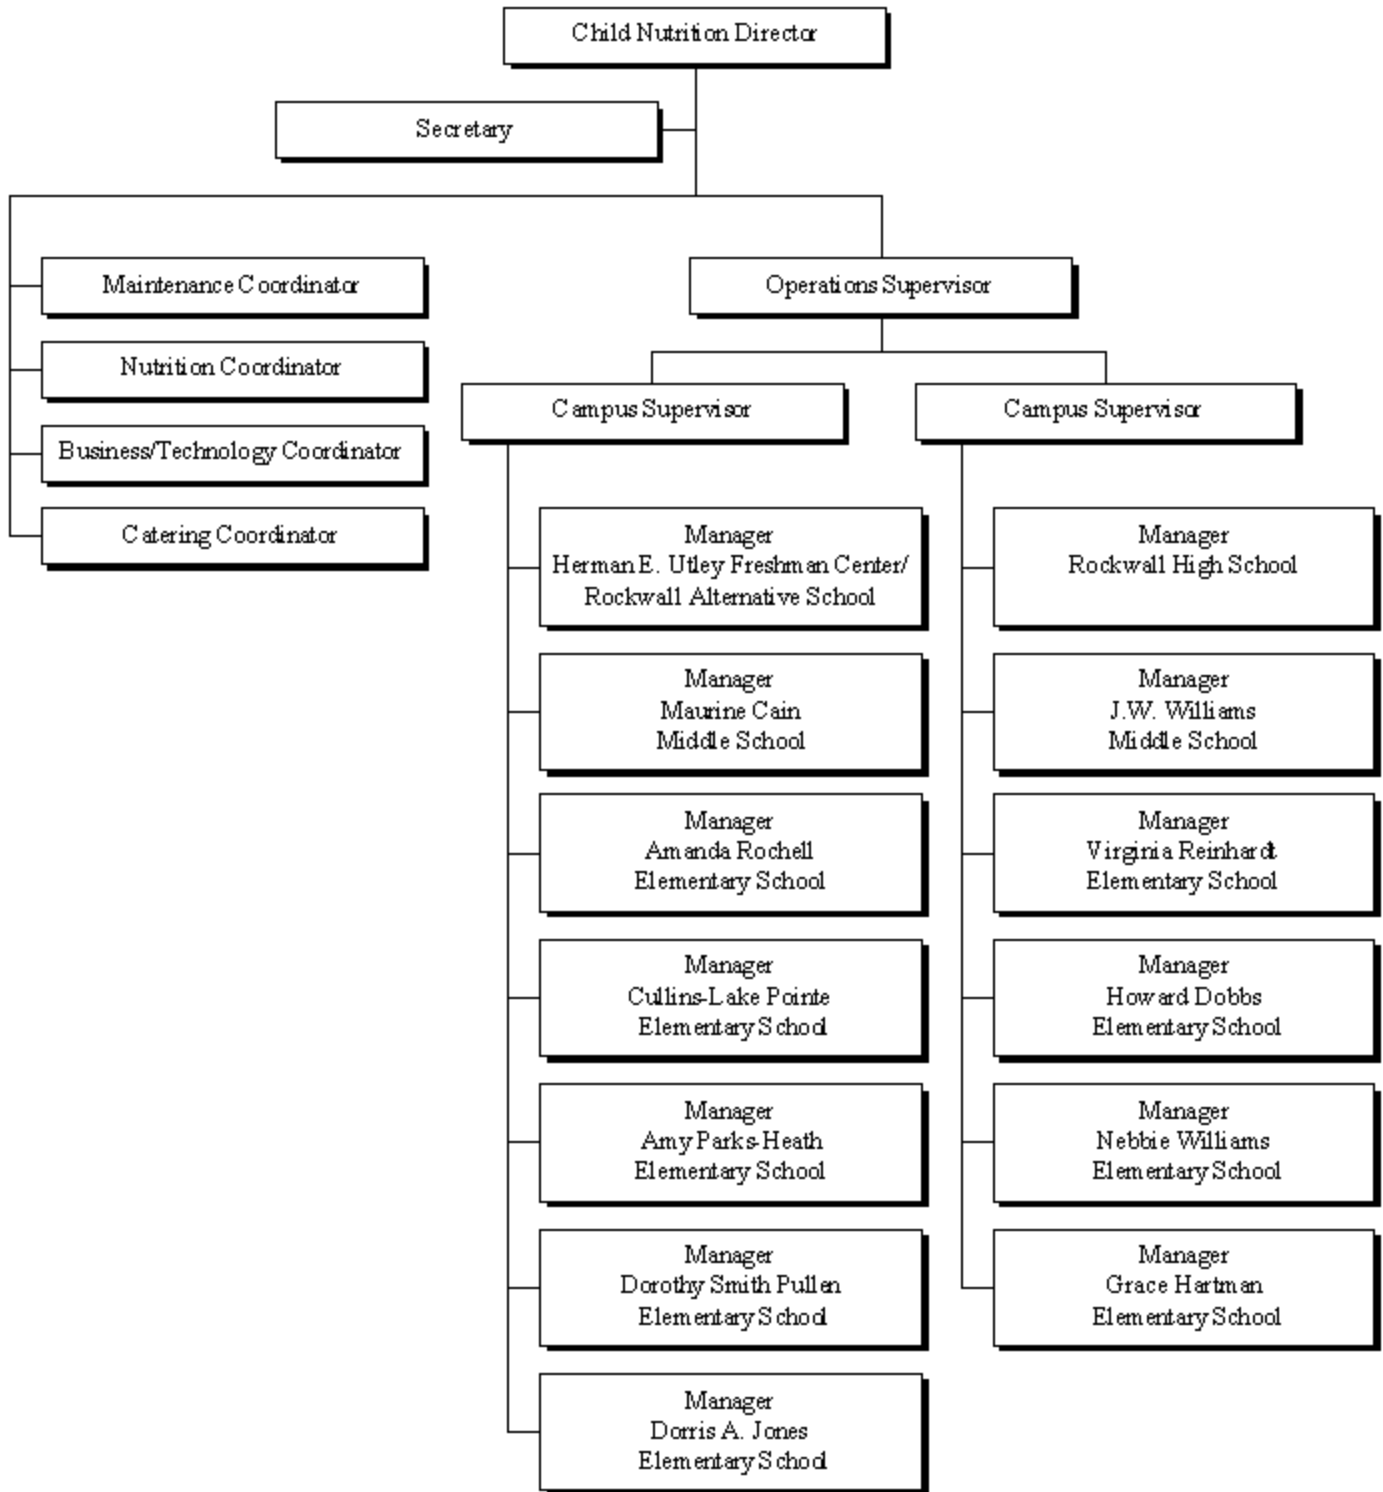 Child Nutrition Director
Secretary
Maintenance Coordinator
Nutrition Coordinator
Business/Technology Coordinator
Catering Coordinator
Operations Supervisor
Campus Supervisor
Manager
Herman E. Utley Freshman Center/
Rockwall Alternative School
Manager
Maurine Cain
Middle School
Manager
Amanda Rochell
Elementary School
Manager
Cullins-Lake Pointe
Elementary School
Manager
Amy Parks-Heath
Elementary School
Manager
Dorothy Smith Pullen
Elementary School
Manager
Dorris A. Jones
Elementary School
Campus Supervisor
Manager
Rockwall High School
Manager
J.W. Williams
Middle School
Manager
Virginia Reinhardt
Elementary School
Manager
Howard Dobbs
Elementary School
Manager
Nebbie Williams
Elementary School
Manager
Grace Hartman
Elementary School